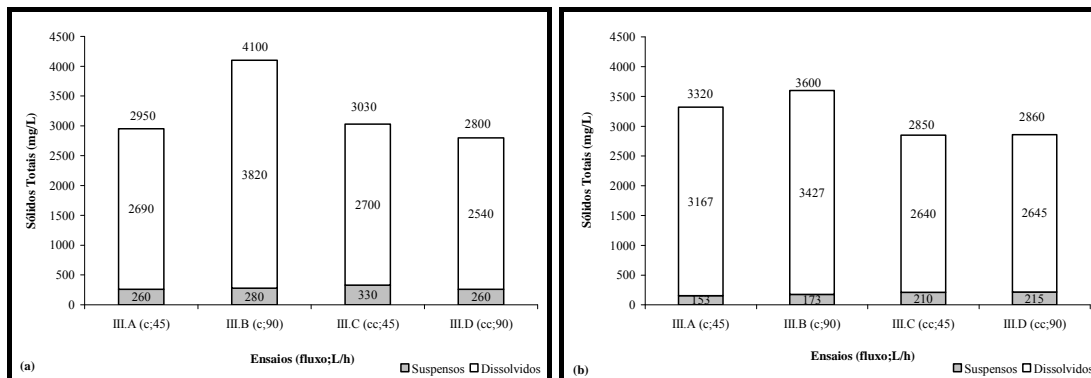 Sólidos Totais (mg/L)
4500
4000
3500
3000
2500
2000
1500
1000
500
0
2950
4100
3030
2800
2690
3820
2700
2540
260
280
330
260
III.A (c;45)
III.B (c;90)
III.C (cc;45)
III.D (cc;90)
Ensaios (fluxo;L/h)
(a)
Suspensos
Dissolvidos
Sólidos Totais (mg/L)
4500
4000
3500
3000
2500
2000
1500
1000
500
0
3320
3600
2850
2860
3167
3427
2640
2645
153
173
210
215
III.A (c;45)
III.B (c;90)
III.C (cc;45)
III.D (cc;90)
Ensaios (fluxo;L/h)
(b)
Suspensos
Dissolvidos